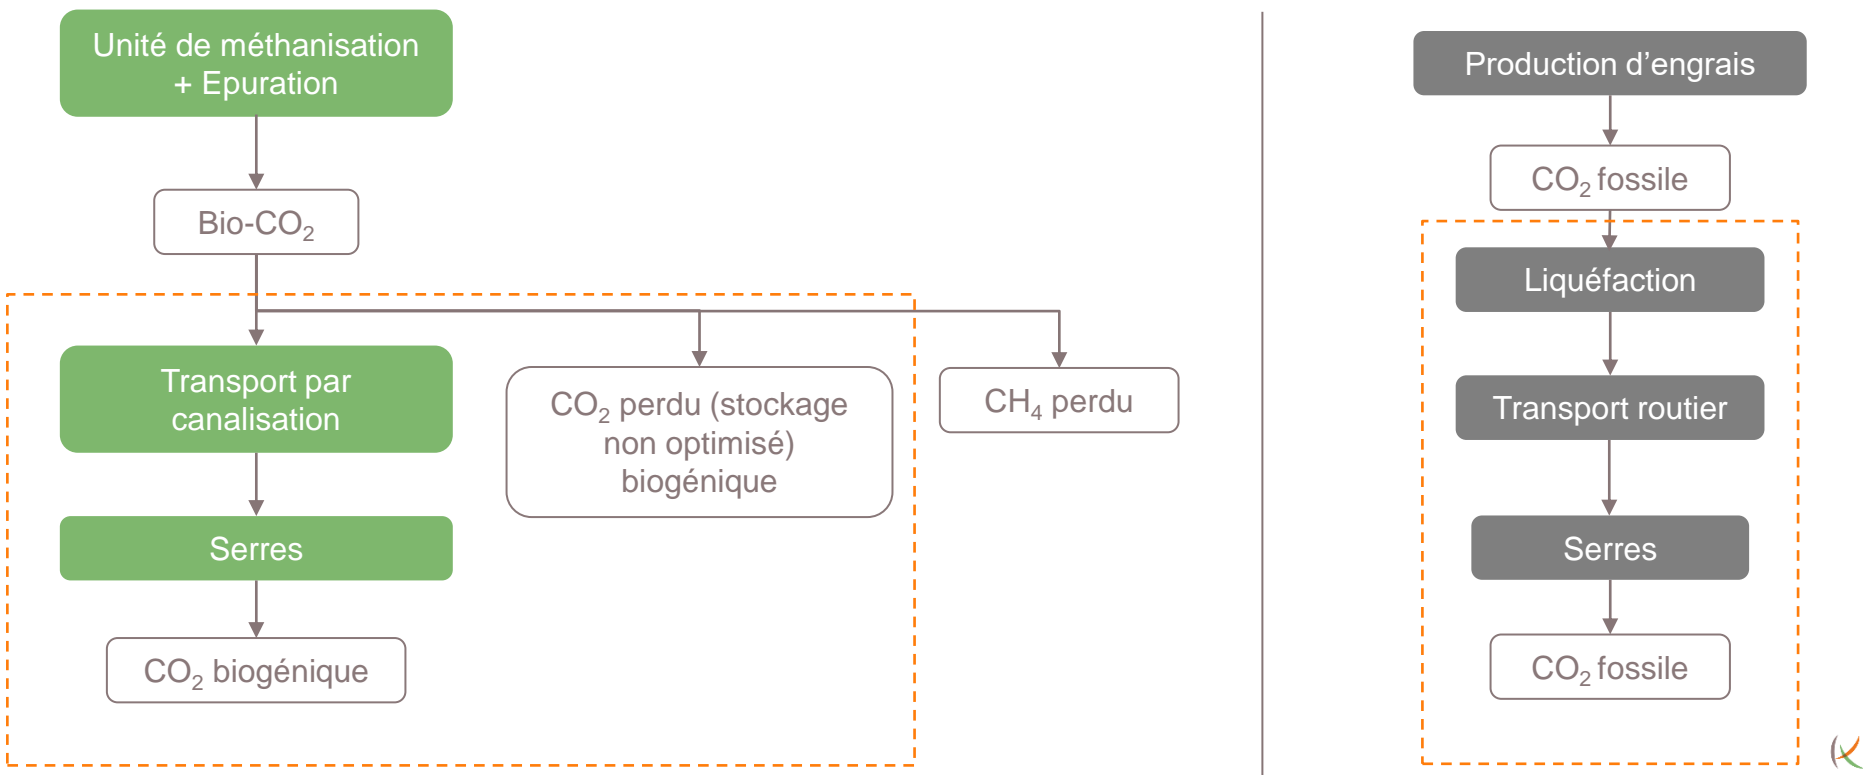 Unité de méthanisation
+ Epuration
Bio-CO₂
Transport par
canalisation
Serres
CO₂ biogénique
CO₂ perdu (stockage
non optimisé)
biogénique
CH₄ perdu
Production d’engrais
CO₂ fossile
Liquéfaction
Transport routier
Serres
CO₂ fossile